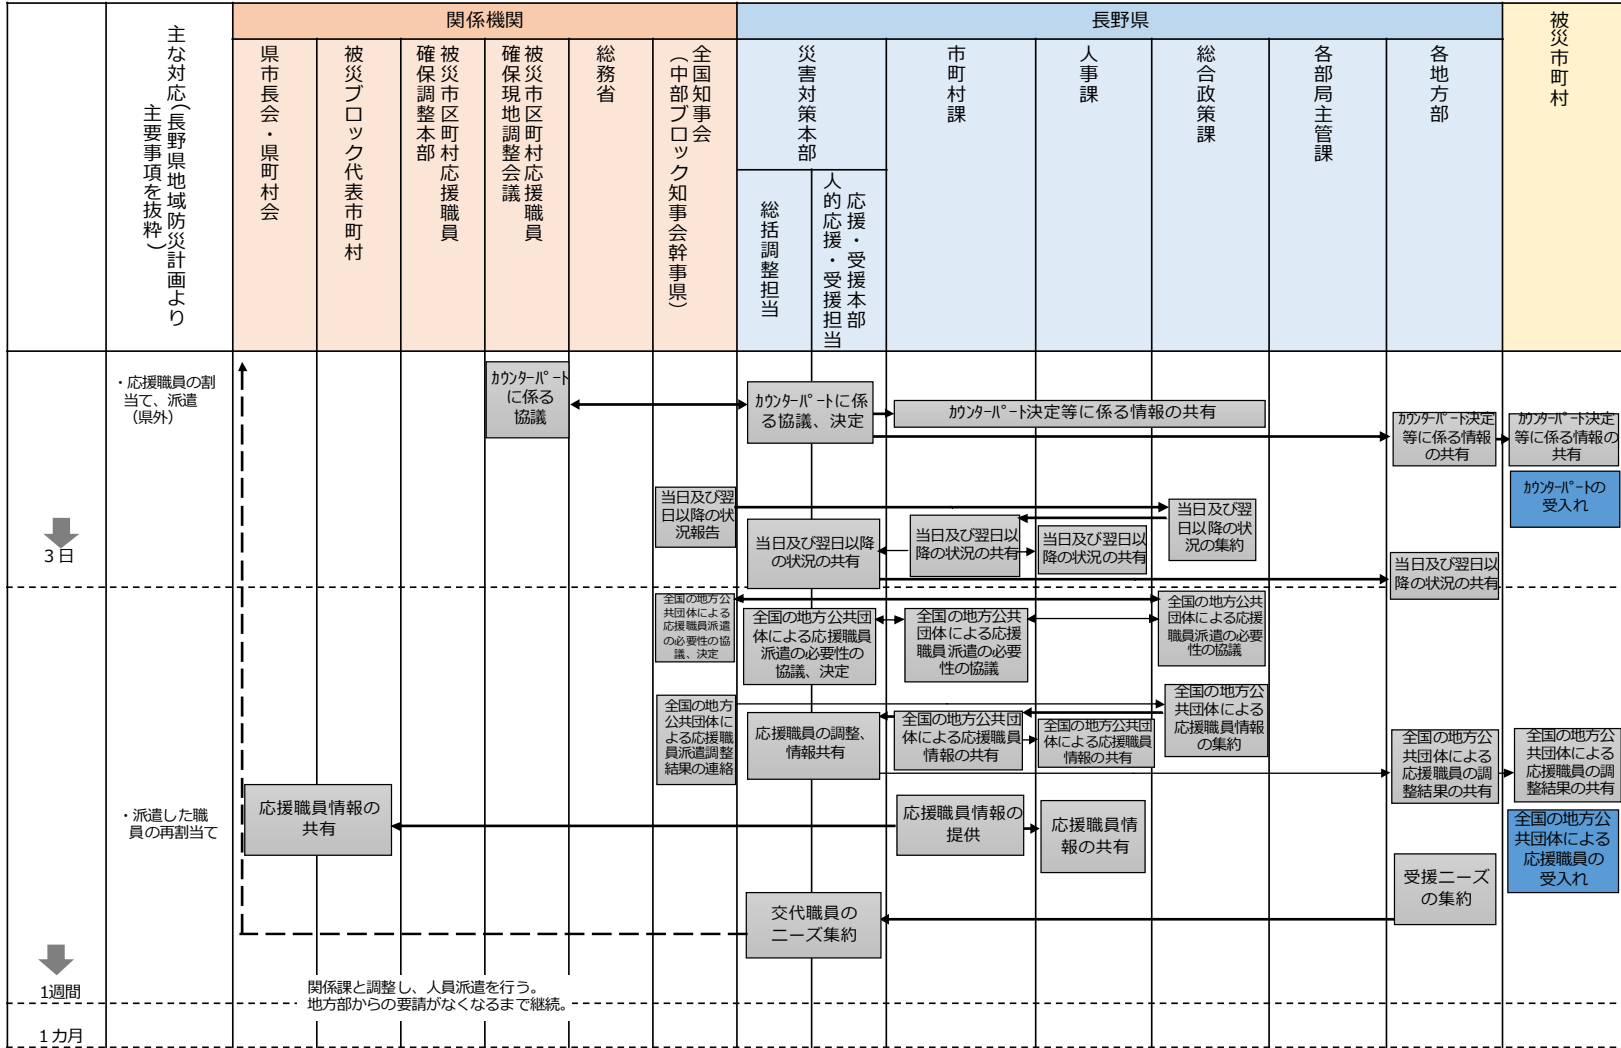 主な対応(長野県地域防災計画より
主要事項を抜粋)
関係機関
県市長会・県町村会
被災ブロック代表市町村
被災市区町村応援職員
確保調整本部
被災市区町村応援職員
確保現地調整会議
総務省
全国知事会
(中部ブロック知事会幹事県)
長野県
災害対策本部
総括調整担当
応援・受援本部
人的応援・受援担当
市町村課
人事課
総合政策課
各部局主管課
各地方部
被災市町村
・応援職員の割
当て、派遣
(県外)
カウンターパート
に係る
協議
カウンターパートに係
る協議、決定
カウンターパート決定等に係る情報の共有
カウンターパート決定
等に係る情報
の共有
カウンターパート決定
等に係る情報の
共有
カウンターパートの
受入れ
当日及び翌
日以降の状
況報告
当日及び翌日以降
の状況の共有
当日及び翌日以
降の状況の共有
当日及び翌日以
降の状況の共有
当日及び翌
日以降の状
況の集約
当日及び翌日以
降の状況の共有
3日
全国の地方公
共団体による
応援職員派遣
の必要性の協
議、決定
全国の地方公共団
体による応援職員
派遣の必要性の
協議、決定
全国の地方公共
団体による応援
職員派遣の必要
性の協議
全国の地方公共
団体による応援
職員派遣の必要
性の協議
全国の地方
公共団体に
よる応援職
員派遣調整
結果の連絡
応援職員の調整、
情報共有
全国の地方公共団
体による応援職員
情報の共有
全国の地方公共団
体による応援職員
情報の共有
全国の地方公
共団体による
応援職員情報
の集約
全国の地方公
共団体による
応援職員の調
整結果の共有
全国の地方公
共団体による
応援職員の調
整結果の共有
・派遣した職
員の再割当て
応援職員情報の
共有
応援職員情報の
提供
応援職員情
報の共有
全国の地方公
共団体による
応援職員の
受入れ
受援ニーズ
の集約
交代職員の
ニーズ集約
1週間
関係課と調整し、人員派遣を行う。
地方部からの要請がなくなるまで継続。
1カ月